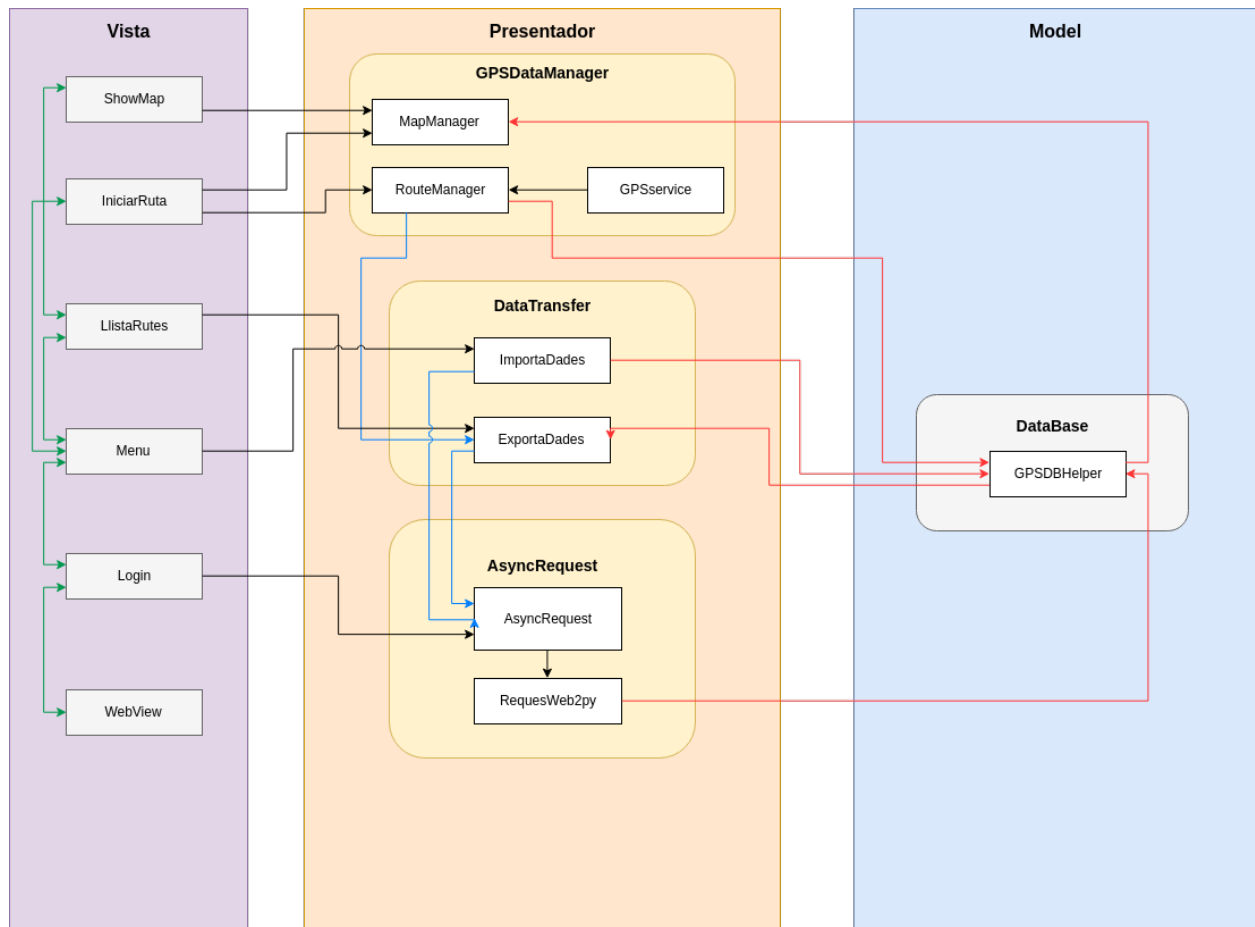 Vista
Presentador
Model
GPSDataManager
ShowMap
MapManager
IniciarRuta
RouteManager
GPSservice
DataTransfer
LlistaRutes
ImportaDades
Menu
ExportaDades
DataBase
GPSDBHelper
AsyncRequest
Login
AsyncRequest
WebView
RequesWeb2py